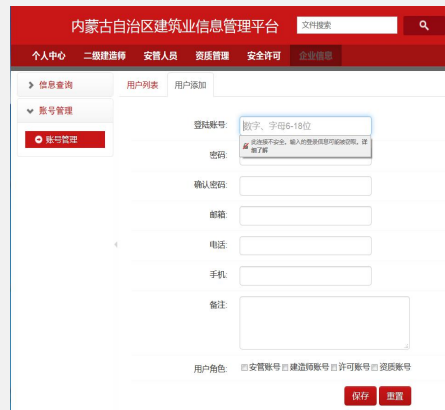 内蒙古自治区建筑业信息管理平台 文件搜索
个人中心 二级建造师 安管人员 资质管理 安全许可 企业信息
信息查询 用户列表 用户添加
账号管理
账号管理
登陆账号: 数字、字母6-18位
此连接不安全。输入的登录信息可能被窃取。详
细了解
密码:
确认密码:
邮箱:
电话:
手机:
备注:
用户角色: 安管账号 建造师账号 许可账号 资质账号
保存 重置